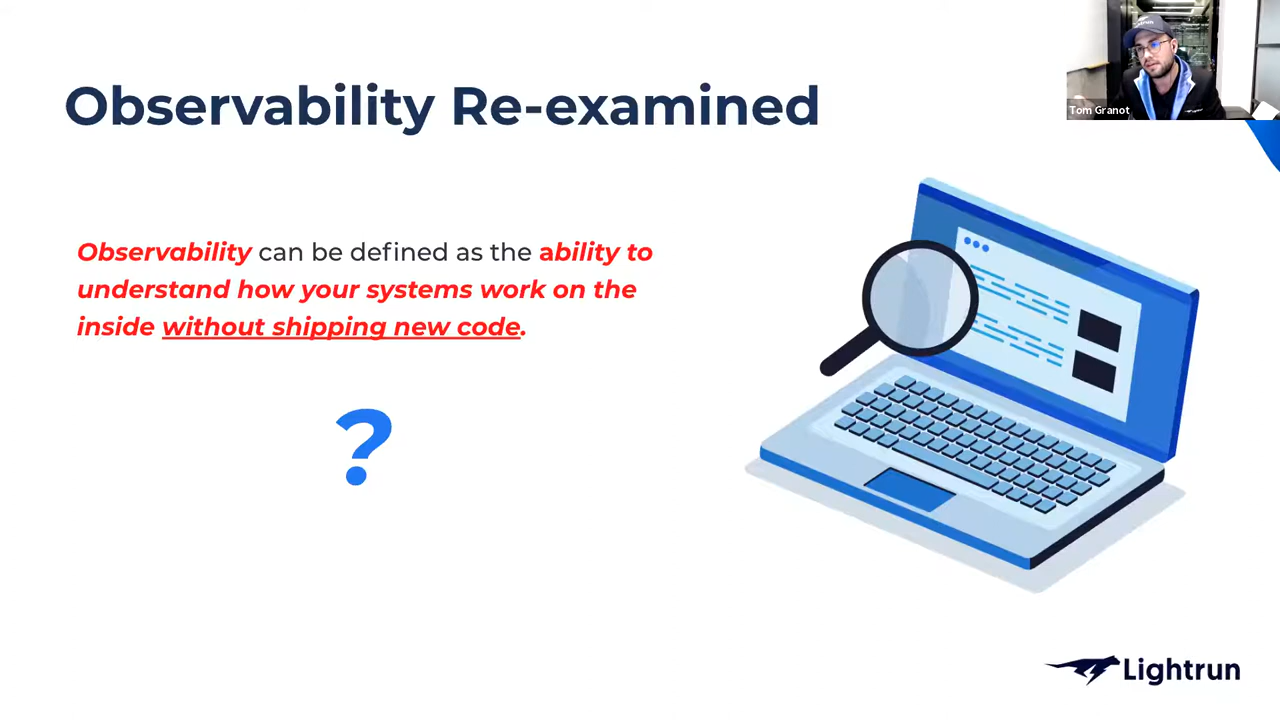 Observability Re-examined
Tom Granot
Observability can be defined as the ability to
understand how your systems work on the
inside without shipping new code.
?
Lightrun